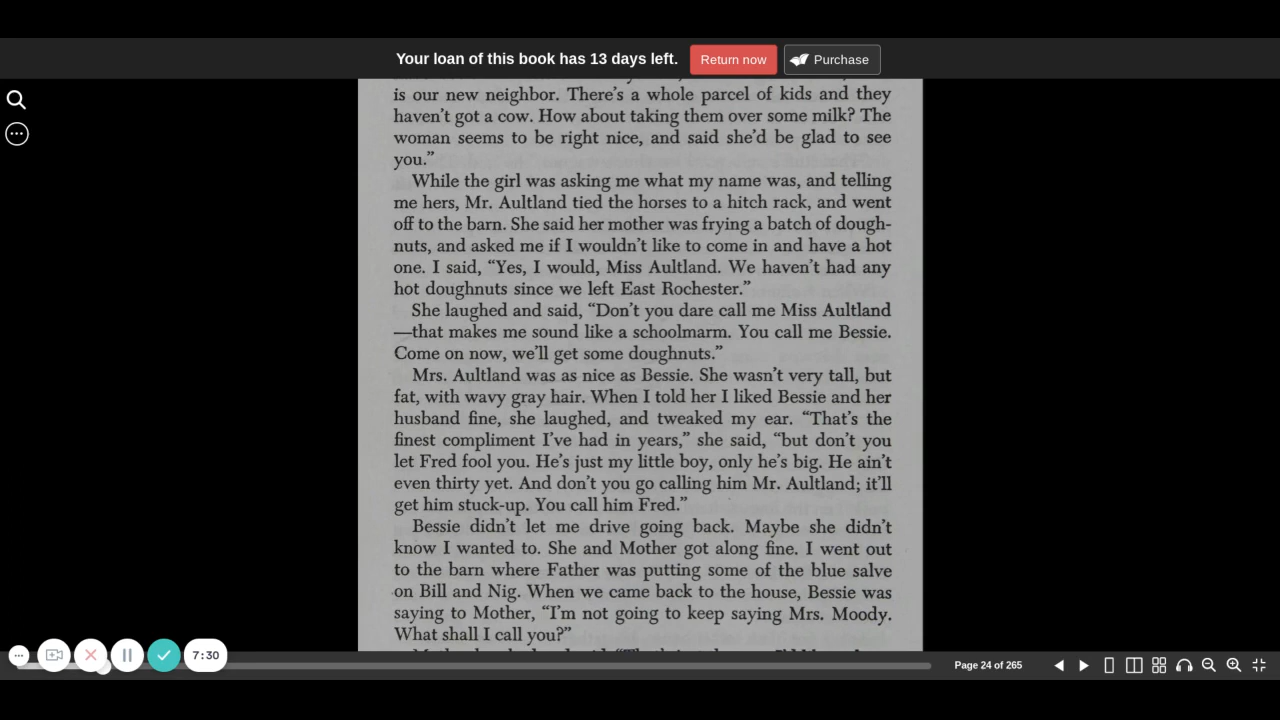 Your loan of this book has 13 days left. Return now Purchase
is our new neighbor. There's a whole parcel of kids and they
haven't got a cow. How about taking them over some milk? The
woman seems to be right nice, and said she'd be glad to see
you.”
While the girl was asking me what my name was, and telling
me hers, Mr. Aultland tied the horses to a hitch rack, and went
off to the barn. She said her mother was frying a batch of dough-
nuts, and asked me if I wouldn't like to come in and have a hot
one. I said, “Yes, I would, Miss Aultland. We haven't had any
hot doughnuts since we left East Rochester.”
She laughed and said, “Don't you dare call me Miss Aultland
—that makes me sound like a schoolmarm. You call me Bessie.
Come on now, we'll get some doughnuts.”
Mrs. Aultland was as nice as Bessie. She wasn't very tall, but
fat, with wavy gray hair. When I told her I liked Bessie and her
husband fine, she laughed, and tweaked my ear. “That's the
finest compliment I've had in years,” she said, “but don't you
let Fred fool you. He's just my little boy, only he's big. He ain't
even thirty yet. And don't you go calling him Mr. Aultland; it'll
get him stuck-up. You call him Fred.”
Bessie didn't let me drive going back. Maybe she didn't
know I wanted to. She and Mother got along fine. I went out
to the barn where Father was putting some of the blue salve
on Bill and Nig. When we came back to the house, Bessie was
saying to Mother, “I'm not going to keep saying Mrs. Moody.
What shall I call you?”
7:30
Page 24 of 265